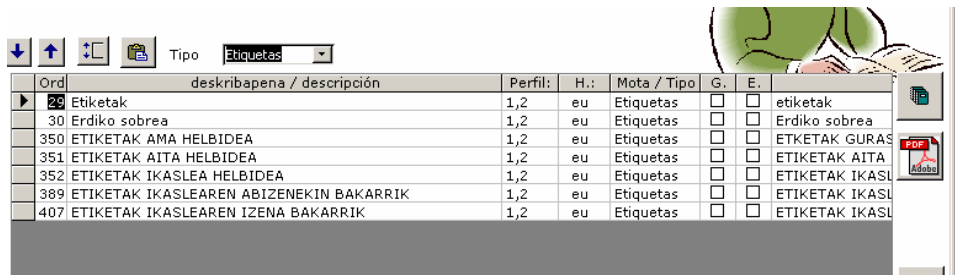 Tipo Etiquetas
Ord deskribapena / descripción Perfil: H.: Mota / Tipo G. E.
29 Etiketak 1,2 eu Etiquetas etiketak
30 Erdiko sobrea 1,2 eu Etiquetas Erdiko sobrea
350 ETIKETAK AMA HELBIDEA 1,2 eu Etiquetas ETKETAK GURAS
351 ETIKETAK AITA HELBIDEA 1,2 eu Etiquetas ETIKETAK AITA
352 ETIKETAK IKASLEA HELBIDEA 1,2 eu Etiquetas ETIKETAK IKASL
389 ETIKETAK IKASLEAREN ABIZENEKIN BAKARRIK 1,2 eu Etiquetas ETIKETAK IKASL
407 ETIKETAK IKASLEAREN IZENA BAKARRIK 1,2 eu Etiquetas ETIKETAK IKASL
PDF
Adobe